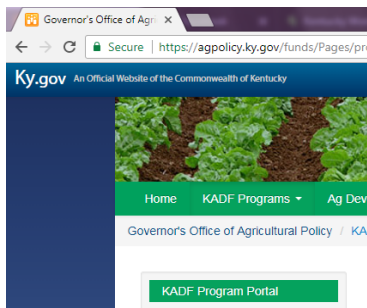 Governor's Office of Agri
Secure | https://agpolicy.ky.gov/funds/Pages/pr
Ky.gov An Official Website of the Commonwealth of Kentucky
Home KADF Programs Ag Dev
Governor's Office of Agricultural Policy / KA
KADF Program Portal